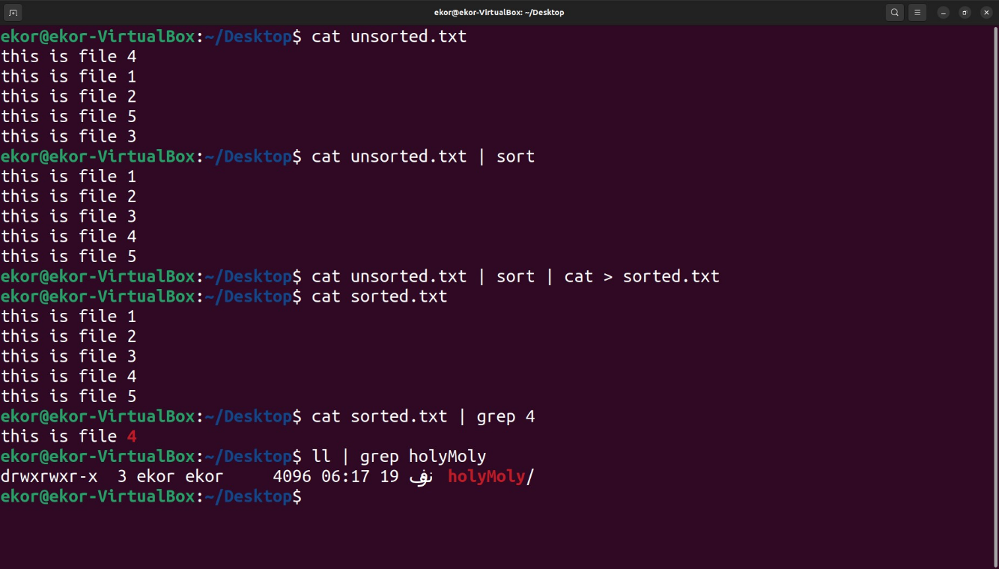 ekor@ekor-VirtualBox: ~/Desktop
ekor@ekor-VirtualBox:~/Desktop$ cat unsorted.txt
this is file 4
this is file 1
this is file 2
this is file 5
this is file 3
ekor@ekor-VirtualBox:~/Desktop$ cat unsorted.txt | sort
this is file 1
this is file 2
this is file 3
this is file 4
this is file 5
ekor@ekor-VirtualBox:~/Desktop$ cat unsorted.txt | sort | cat > sorted.txt
ekor@ekor-VirtualBox:~/Desktop$ cat sorted.txt
this is file 1
this is file 2
this is file 3
this is file 4
this is file 5
ekor@ekor-VirtualBox:~/Desktop$ cat sorted.txt | grep 4
this is file 4
ekor@ekor-VirtualBox:~/Desktop$ ll | grep holyMoly
drwxrwxr-x  3 ekor ekor     4096 06:17 19 نوف holyMoly/
ekor@ekor-VirtualBox:~/Desktop$